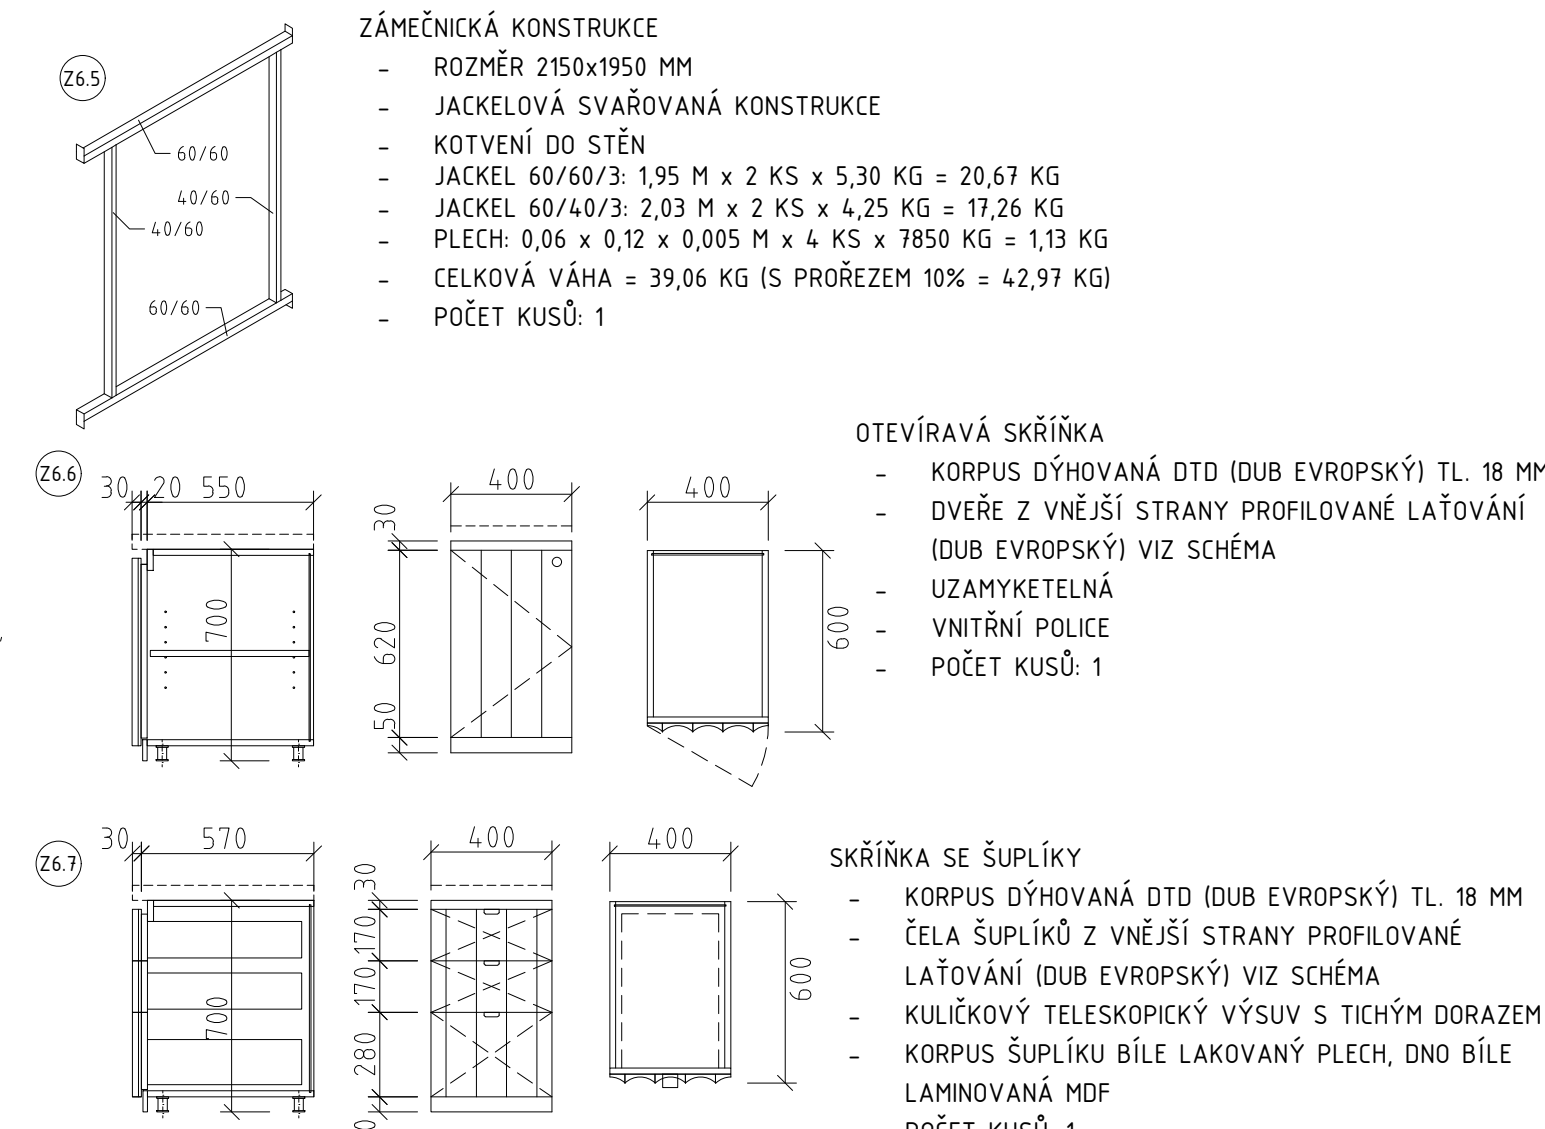 Z6.5
60/60
40/60
40/60
60/60
ZÁMEČNICKÁ KONSTRUKCE
- ROZMĚR 2150x1950 MM
- JACKELOVÁ SVAŘOVANÁ KONSTRUKCE
- KOTVENÍ DO STĚN
- JACKEL 60/60/3: 1,95 M x 2 KS x 5,30 KG = 20,67 KG
- JACKEL 60/40/3: 2,03 M x 2 KS x 4,25 KG = 17,26 KG
- PLECH: 0,06 x 0,12 x 0,005 M x 4 KS x 7850 KG = 1,13 KG
- CELKOVÁ VÁHA = 39,06 KG (S PROŘEZEM 10% = 42,97 KG)
- POČET KUSŮ: 1
Z6.6
30 20 550
700
400
30
620
50
400
600
OTEVÍRAVÁ SKŘÍŇKA
- KORPUS DÝHOVANÁ DTD (DUB EVROPSKÝ) TL. 18 MM
- DVEŘE Z VNĚJŠÍ STRANY PROFILOVANÉ LAŤOVÁNÍ
(DUB EVROPSKÝ) VIZ SCHÉMA
- UZAMYKETELNÁ
- VNITŘNÍ POLICE
- POČET KUSŮ: 1
Z6.7
30 570
700
400
30
170
170
280
400
600
SKŘÍŇKA SE ŠUPLÍKY
- KORPUS DÝHOVANÁ DTD (DUB EVROPSKÝ) TL. 18 MM
- ČELA ŠUPLÍKŮ Z VNĚJŠÍ STRANY PROFILOVANÉ
LAŤOVÁNÍ (DUB EVROPSKÝ) VIZ SCHÉMA
- KULIČKOVÝ TELESKOPICKÝ VÝSUV S TICHÝM DORAZEM
- KORPUS ŠUPLÍKU BÍLE LAKOVANÝ PLECH, DNO BÍLE
LAMINOVANÁ MDF
POČET KUSŮ: 1